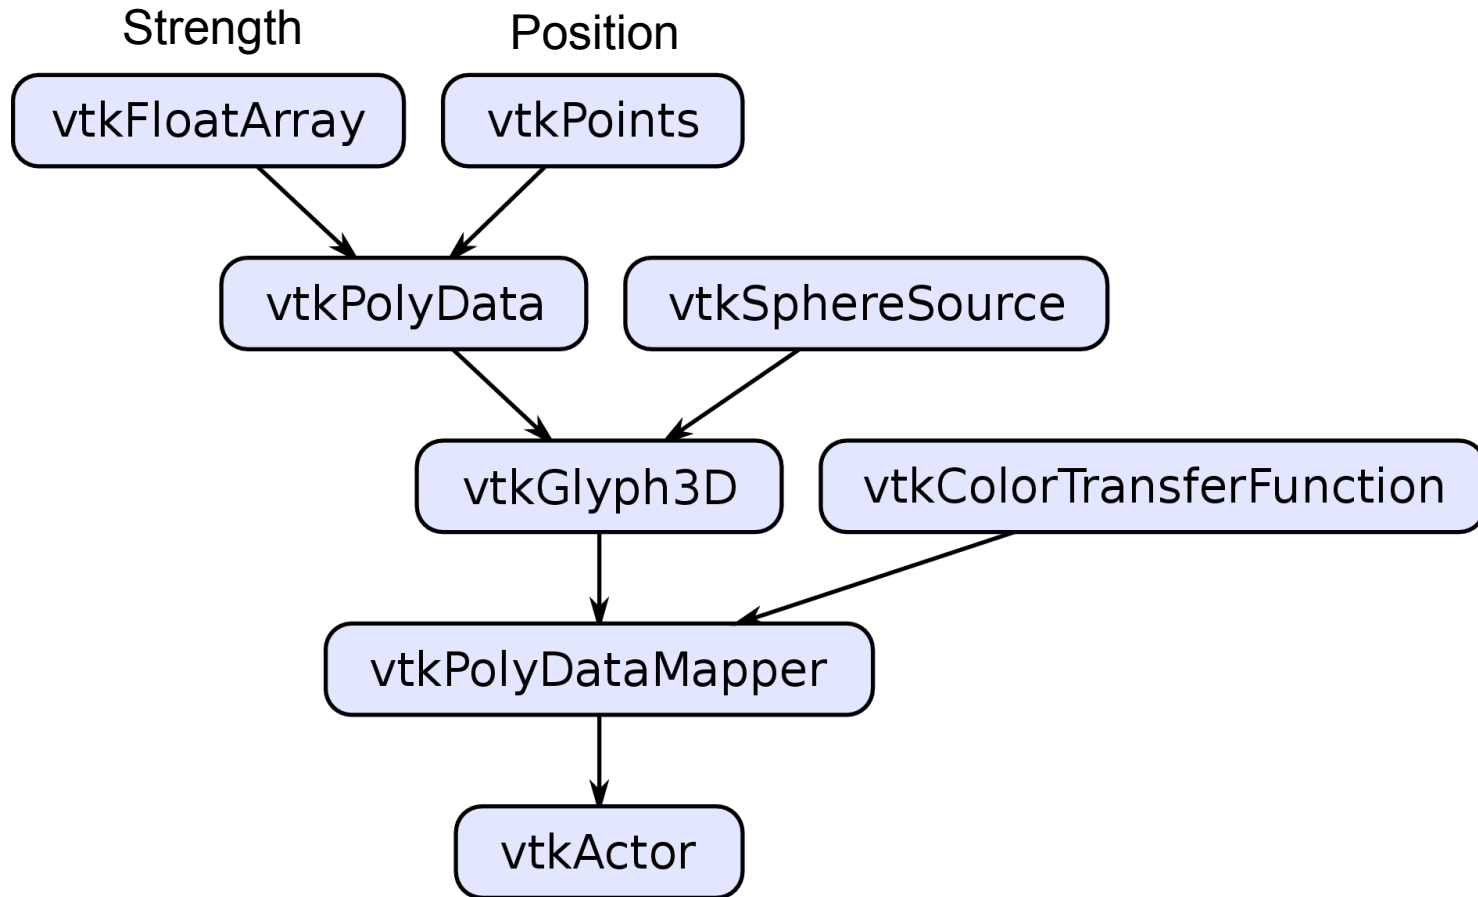 Strength
Position
vtkFloatArray
vtkPoints
vtkPolyData
vtkSphereSource
vtkGlyph3D
vtkColorTransferFunction
vtkPolyDataMapper
vtkActor